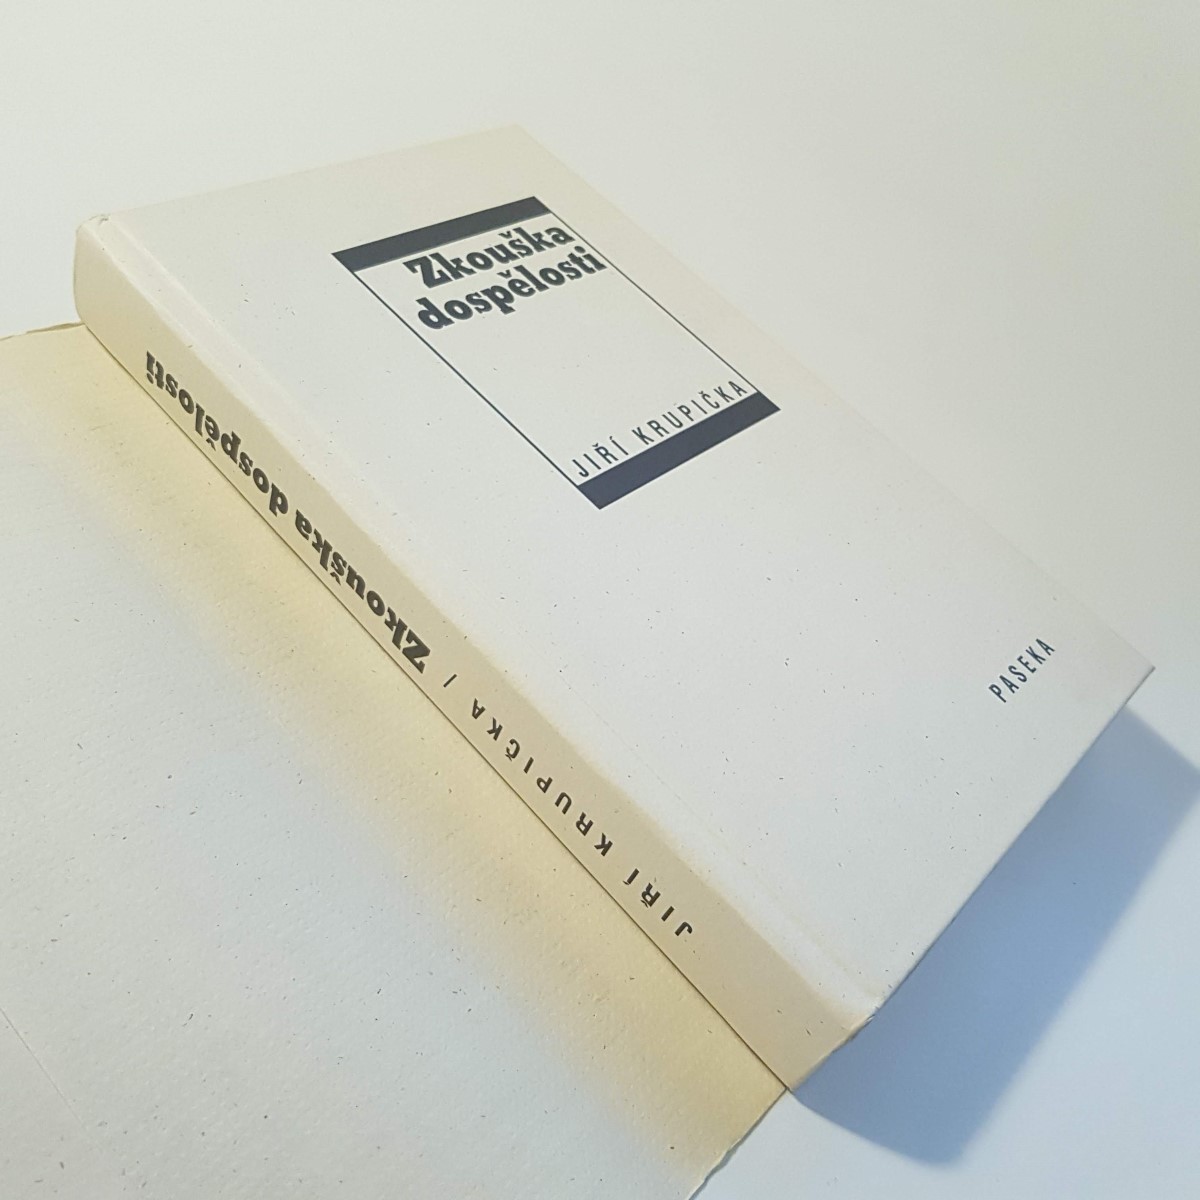 Zkouška
dospělosti
JIŘÍ KRUPIČKA
PASEKA
JIŘÍ KRUPIČKA / Zkouška dospělosti